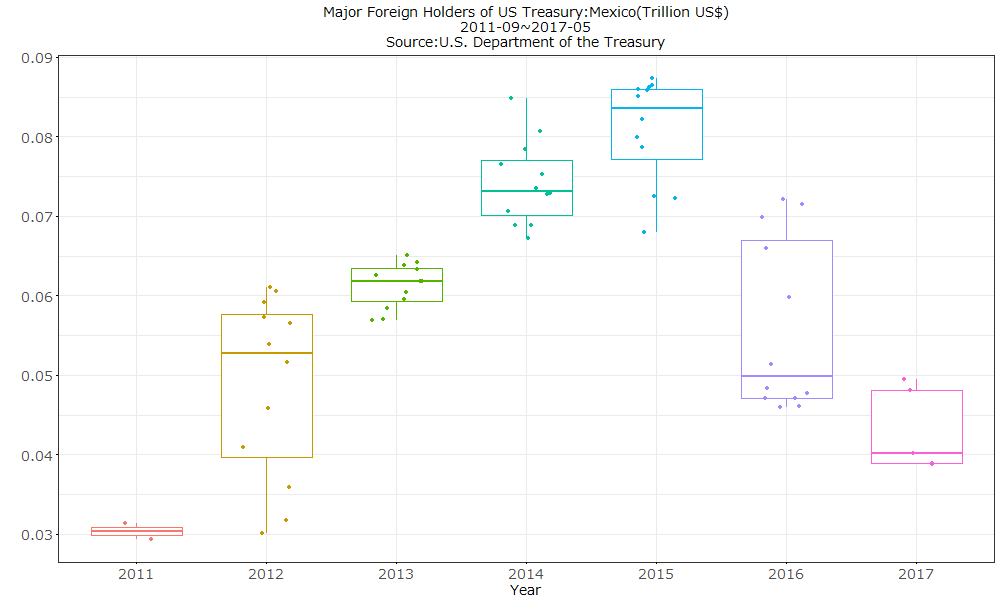 Major Foreign Holders of US Treasury:Mexico(Trillion US$)
2011-09~2017-05
Source:U.S. Department of the Treasury
0.09
0.08
0.07
0.06
0.05
0.04
0.03
2011 2012 2013 2014 2015 2016 2017
Year